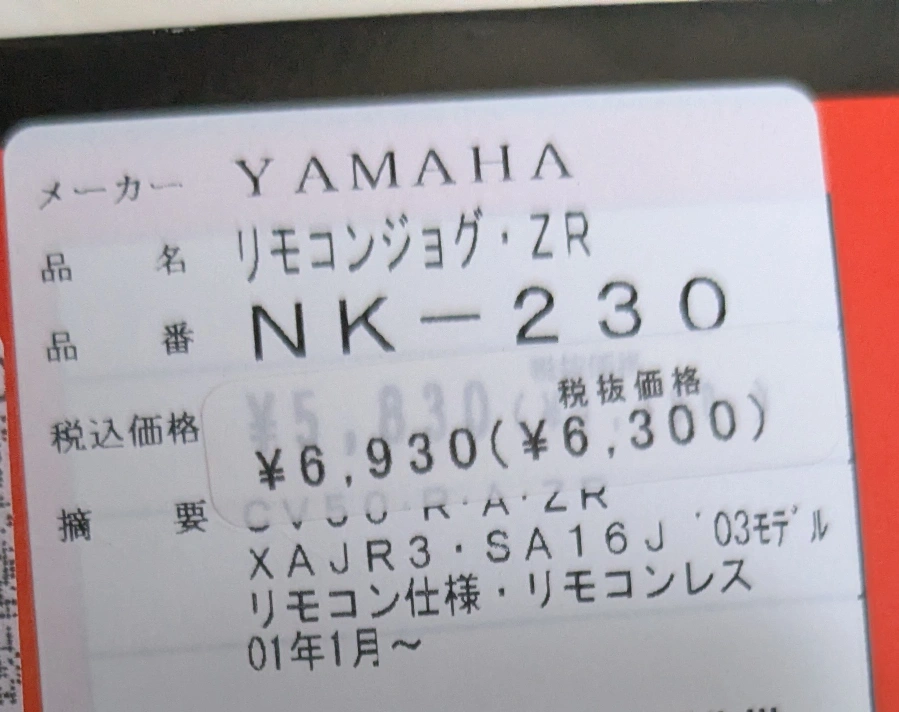 メーカー YAMAHA
品名 リモコンジョグ・ZR
品番 NK-230
税抜価格
税込価格 ¥6,930(¥6,300)
摘要 CV50・R・A・ZR
XAJR3・SA16J '03モデル
リモコン仕様・リモコンレス
01年1月~